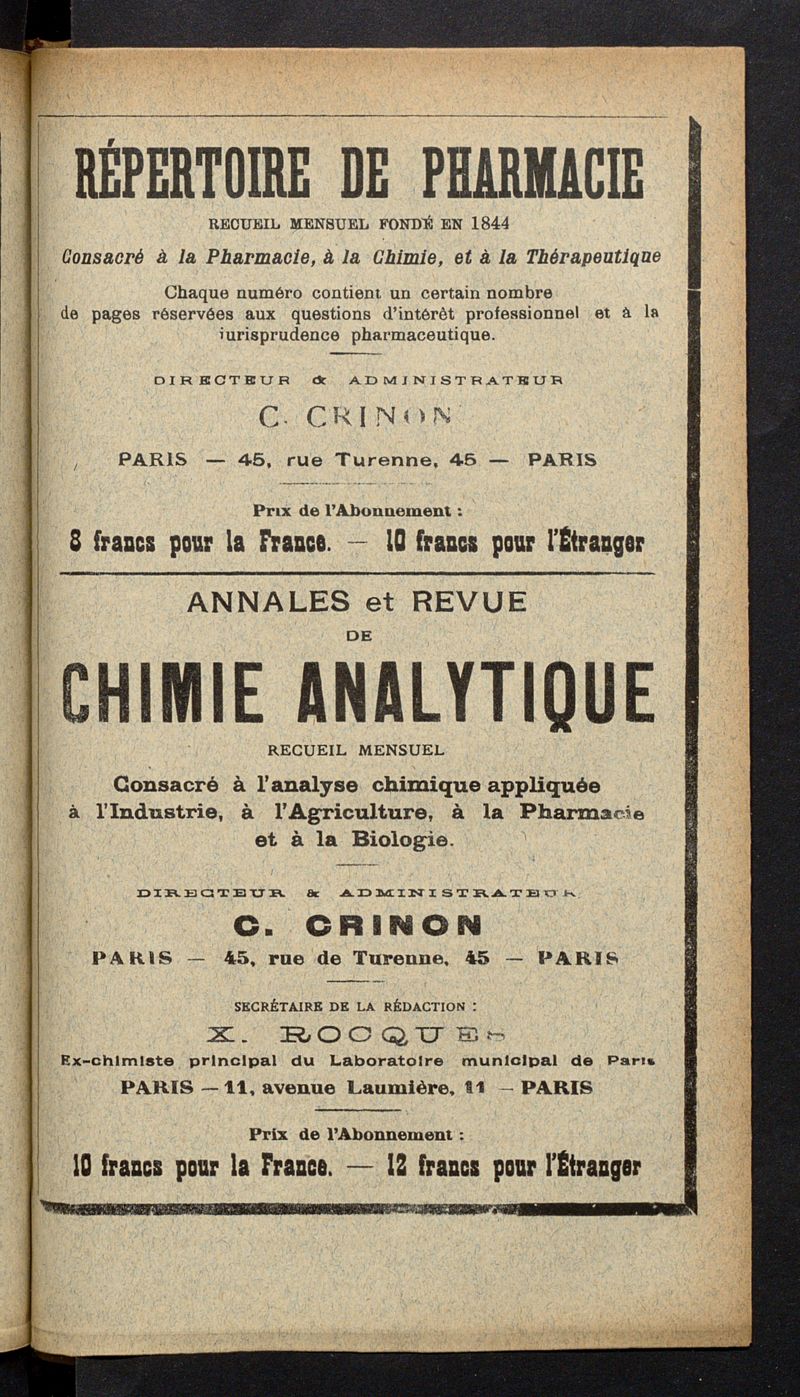 RÉPERTOIRE DE PHARMACIE
RECUEIL MENSUEL FONDÉ EN 1844
Consacré à la Pharmacie, à la Chimie, et à la Thérapeutique
Chaque numéro contient un certain nombre
de pages réservées aux questions d'intérêt professionnel et à la
jurisprudence pharmaceutique.
DIRECTEUR & ADMINISTRATEUR
C. CRINON
PARIS — 45, rue Turenne, 45 — PARIS
Prix de l'Abonnement :
8 francs pour la France. — 10 francs pour l'Étranger
ANNALES et REVUE
DE
CHIMIE ANALYTIQUE
RECUEIL MENSUEL
Consacré à l'analyse chimique appliquée
à l'Industrie, à l'Agriculture, à la Pharmacie
et à la Biologie.
DIRECTEUR & ADMINISTRATEUR
C. CRINON
PARIS — 45, rue de Turenne, 45 — PARIS
SECRÉTAIRE DE LA RÉDACTION :
X. ROCQUES
Ex-chimiste principal du Laboratoire municipal de Paris
PARIS — 11, avenue Laumière, 11 — PARIS
Prix de l'Abonnement :
10 francs pour la France. — 12 francs pour l'Étranger